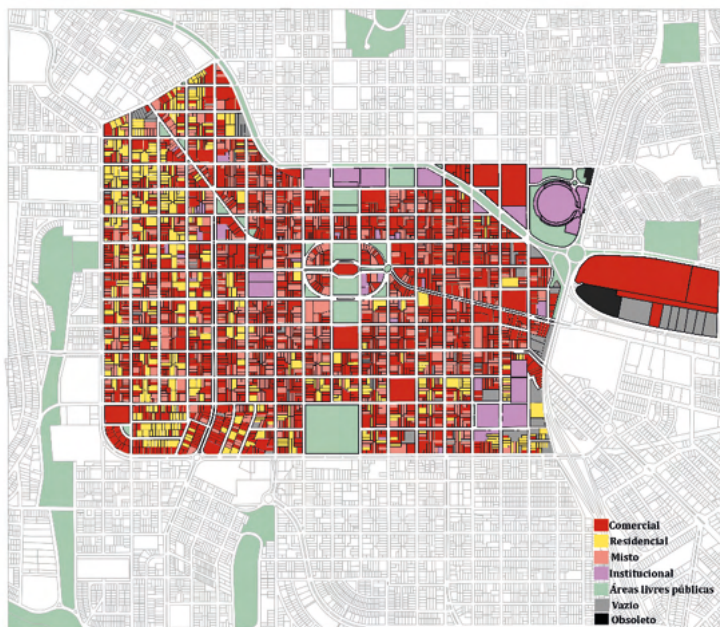 Comercial
Residencial
Misto
Institucional
Áreas livres públicas
Vazio
Obsoleto